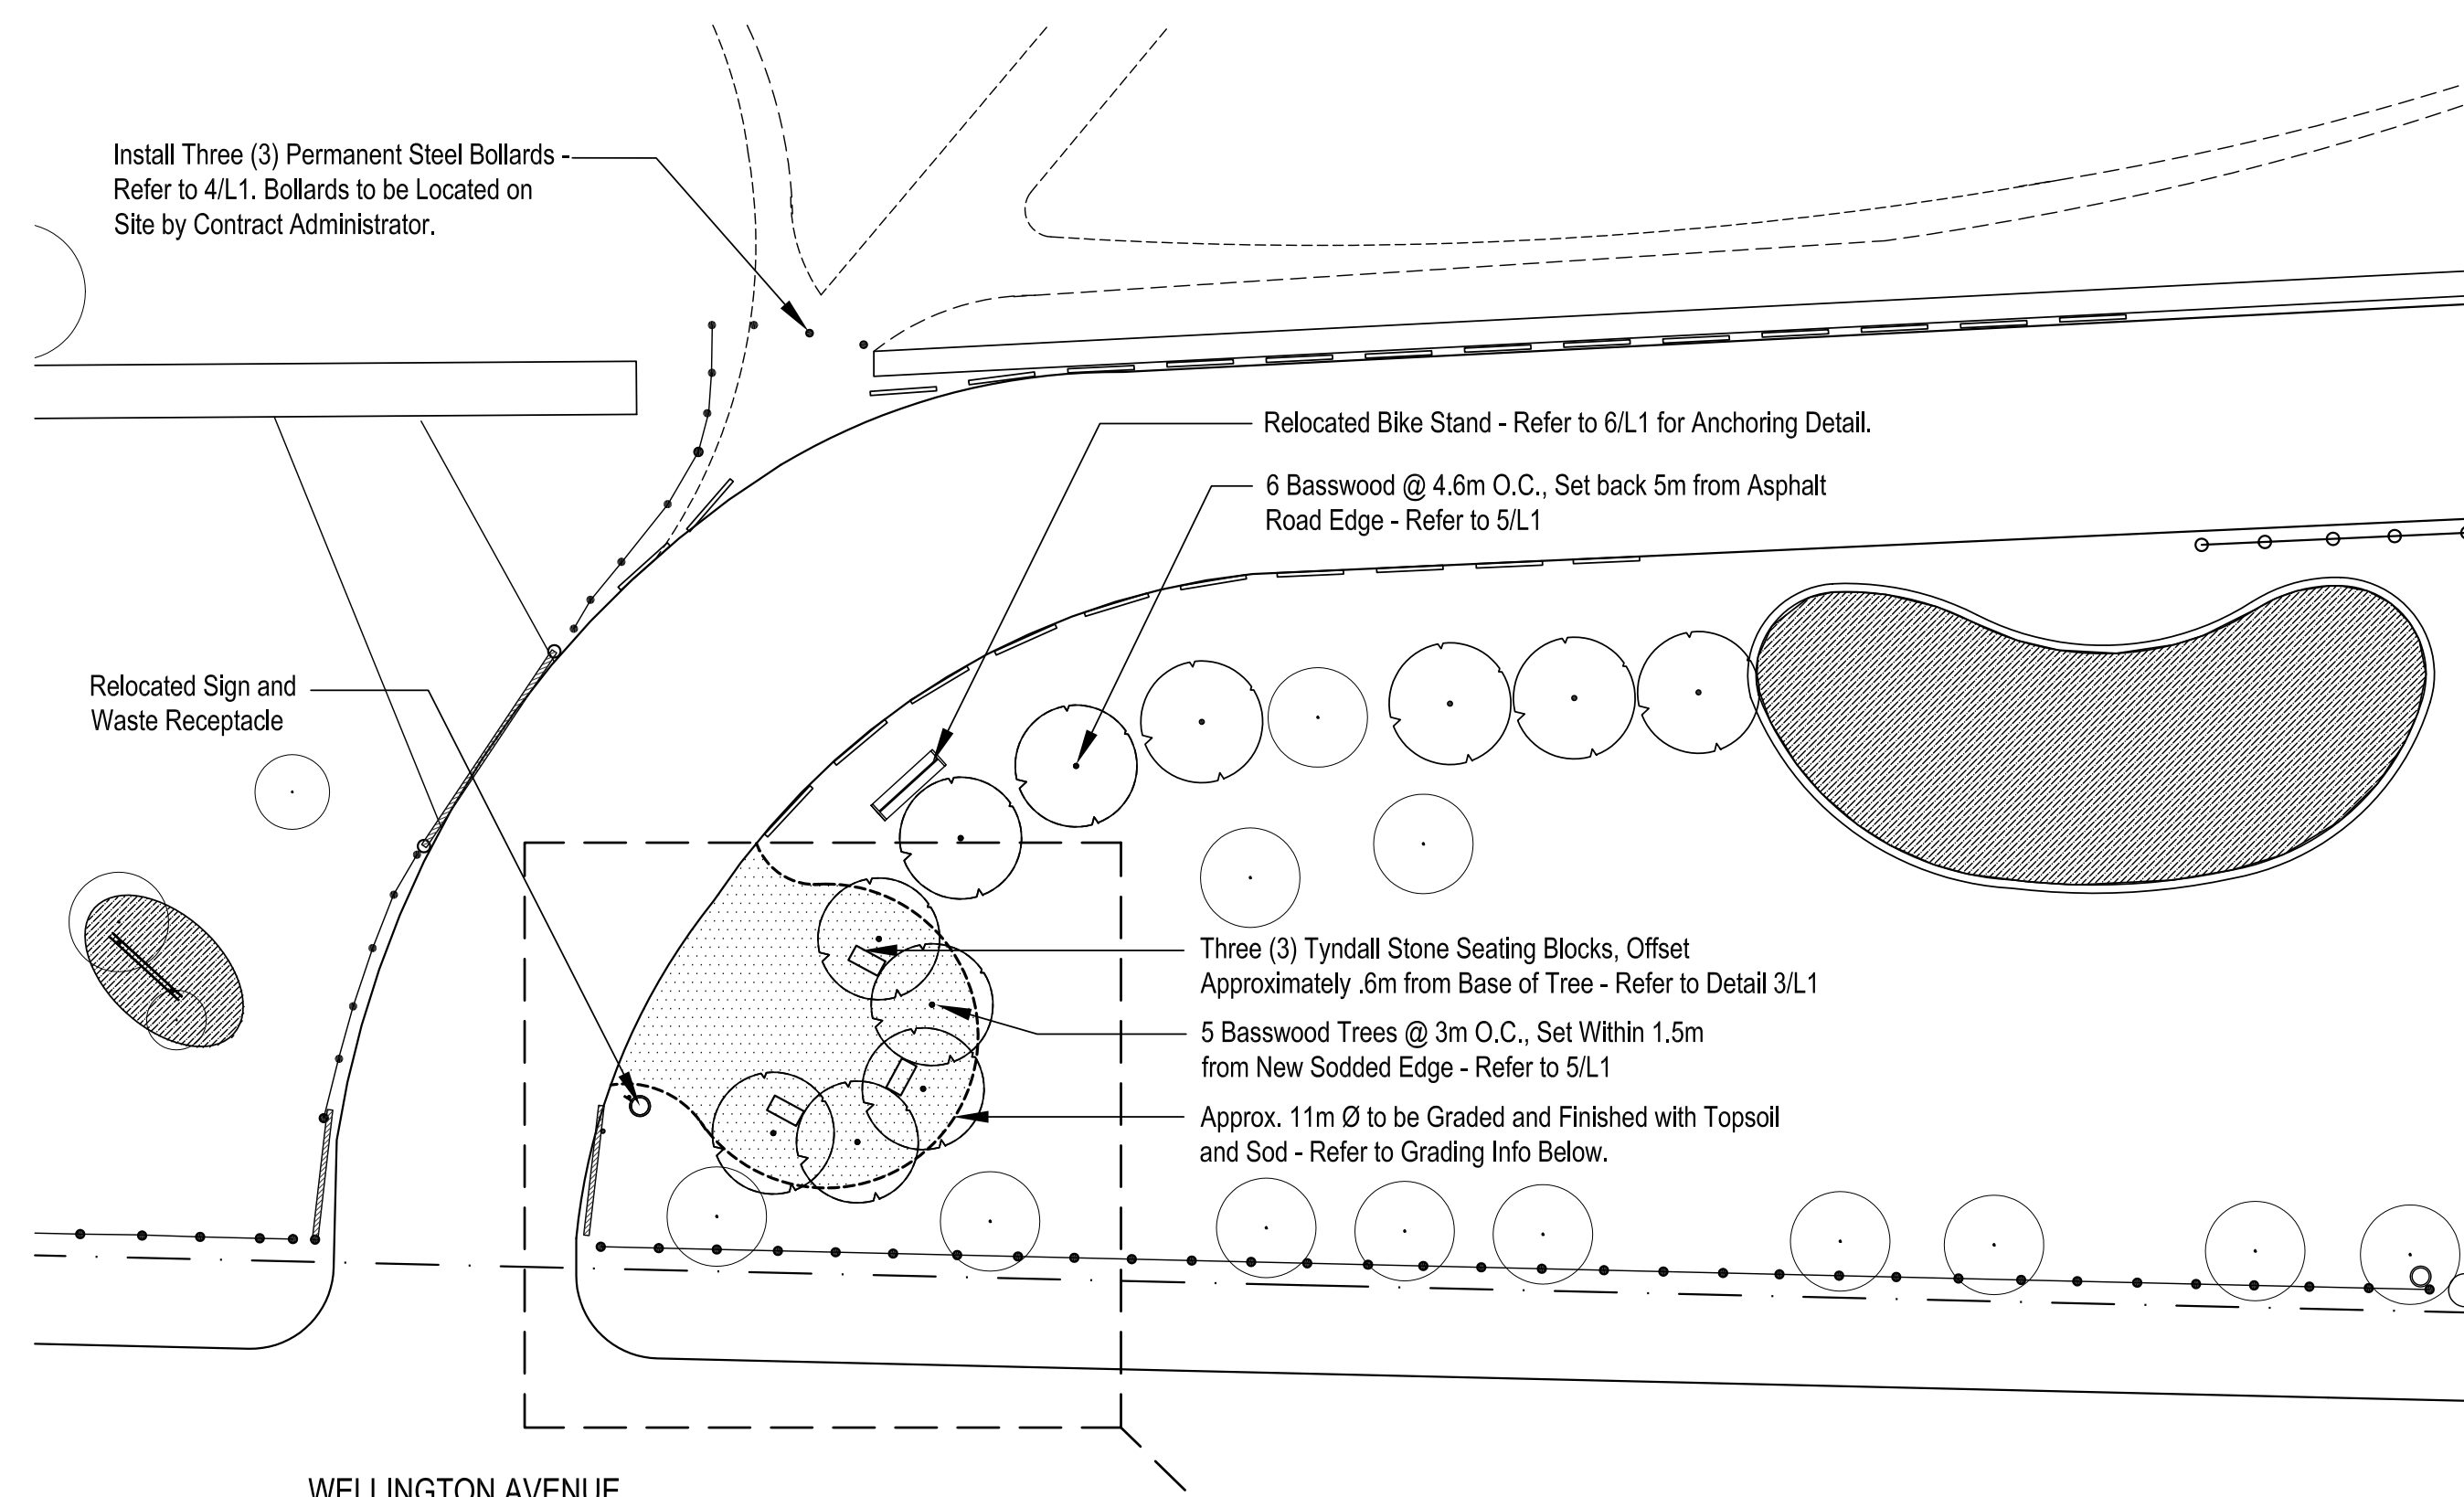 Install Three (3) Permanent Steel Bollards -
Refer to 4/L1. Bollards to be Located on
Site by Contract Administrator.
Relocated Bike Stand - Refer to 6/L1 for Anchoring Detail.
6 Basswood @ 4.6m O.C., Set back 5m from Asphalt
Road Edge - Refer to 5/L1
Relocated Sign and
Waste Receptacle
Three (3) Tyndall Stone Seating Blocks, Offset
Approximately .6m from Base of Tree - Refer to Detail 3/L1
5 Basswood Trees @ 3m O.C., Set Within 1.5m
from New Sodded Edge - Refer to 5/L1
Approx. 11m Ø to be Graded and Finished with Topsoil
and Sod - Refer to Grading Info Below.
WELLINGTON AVENUE